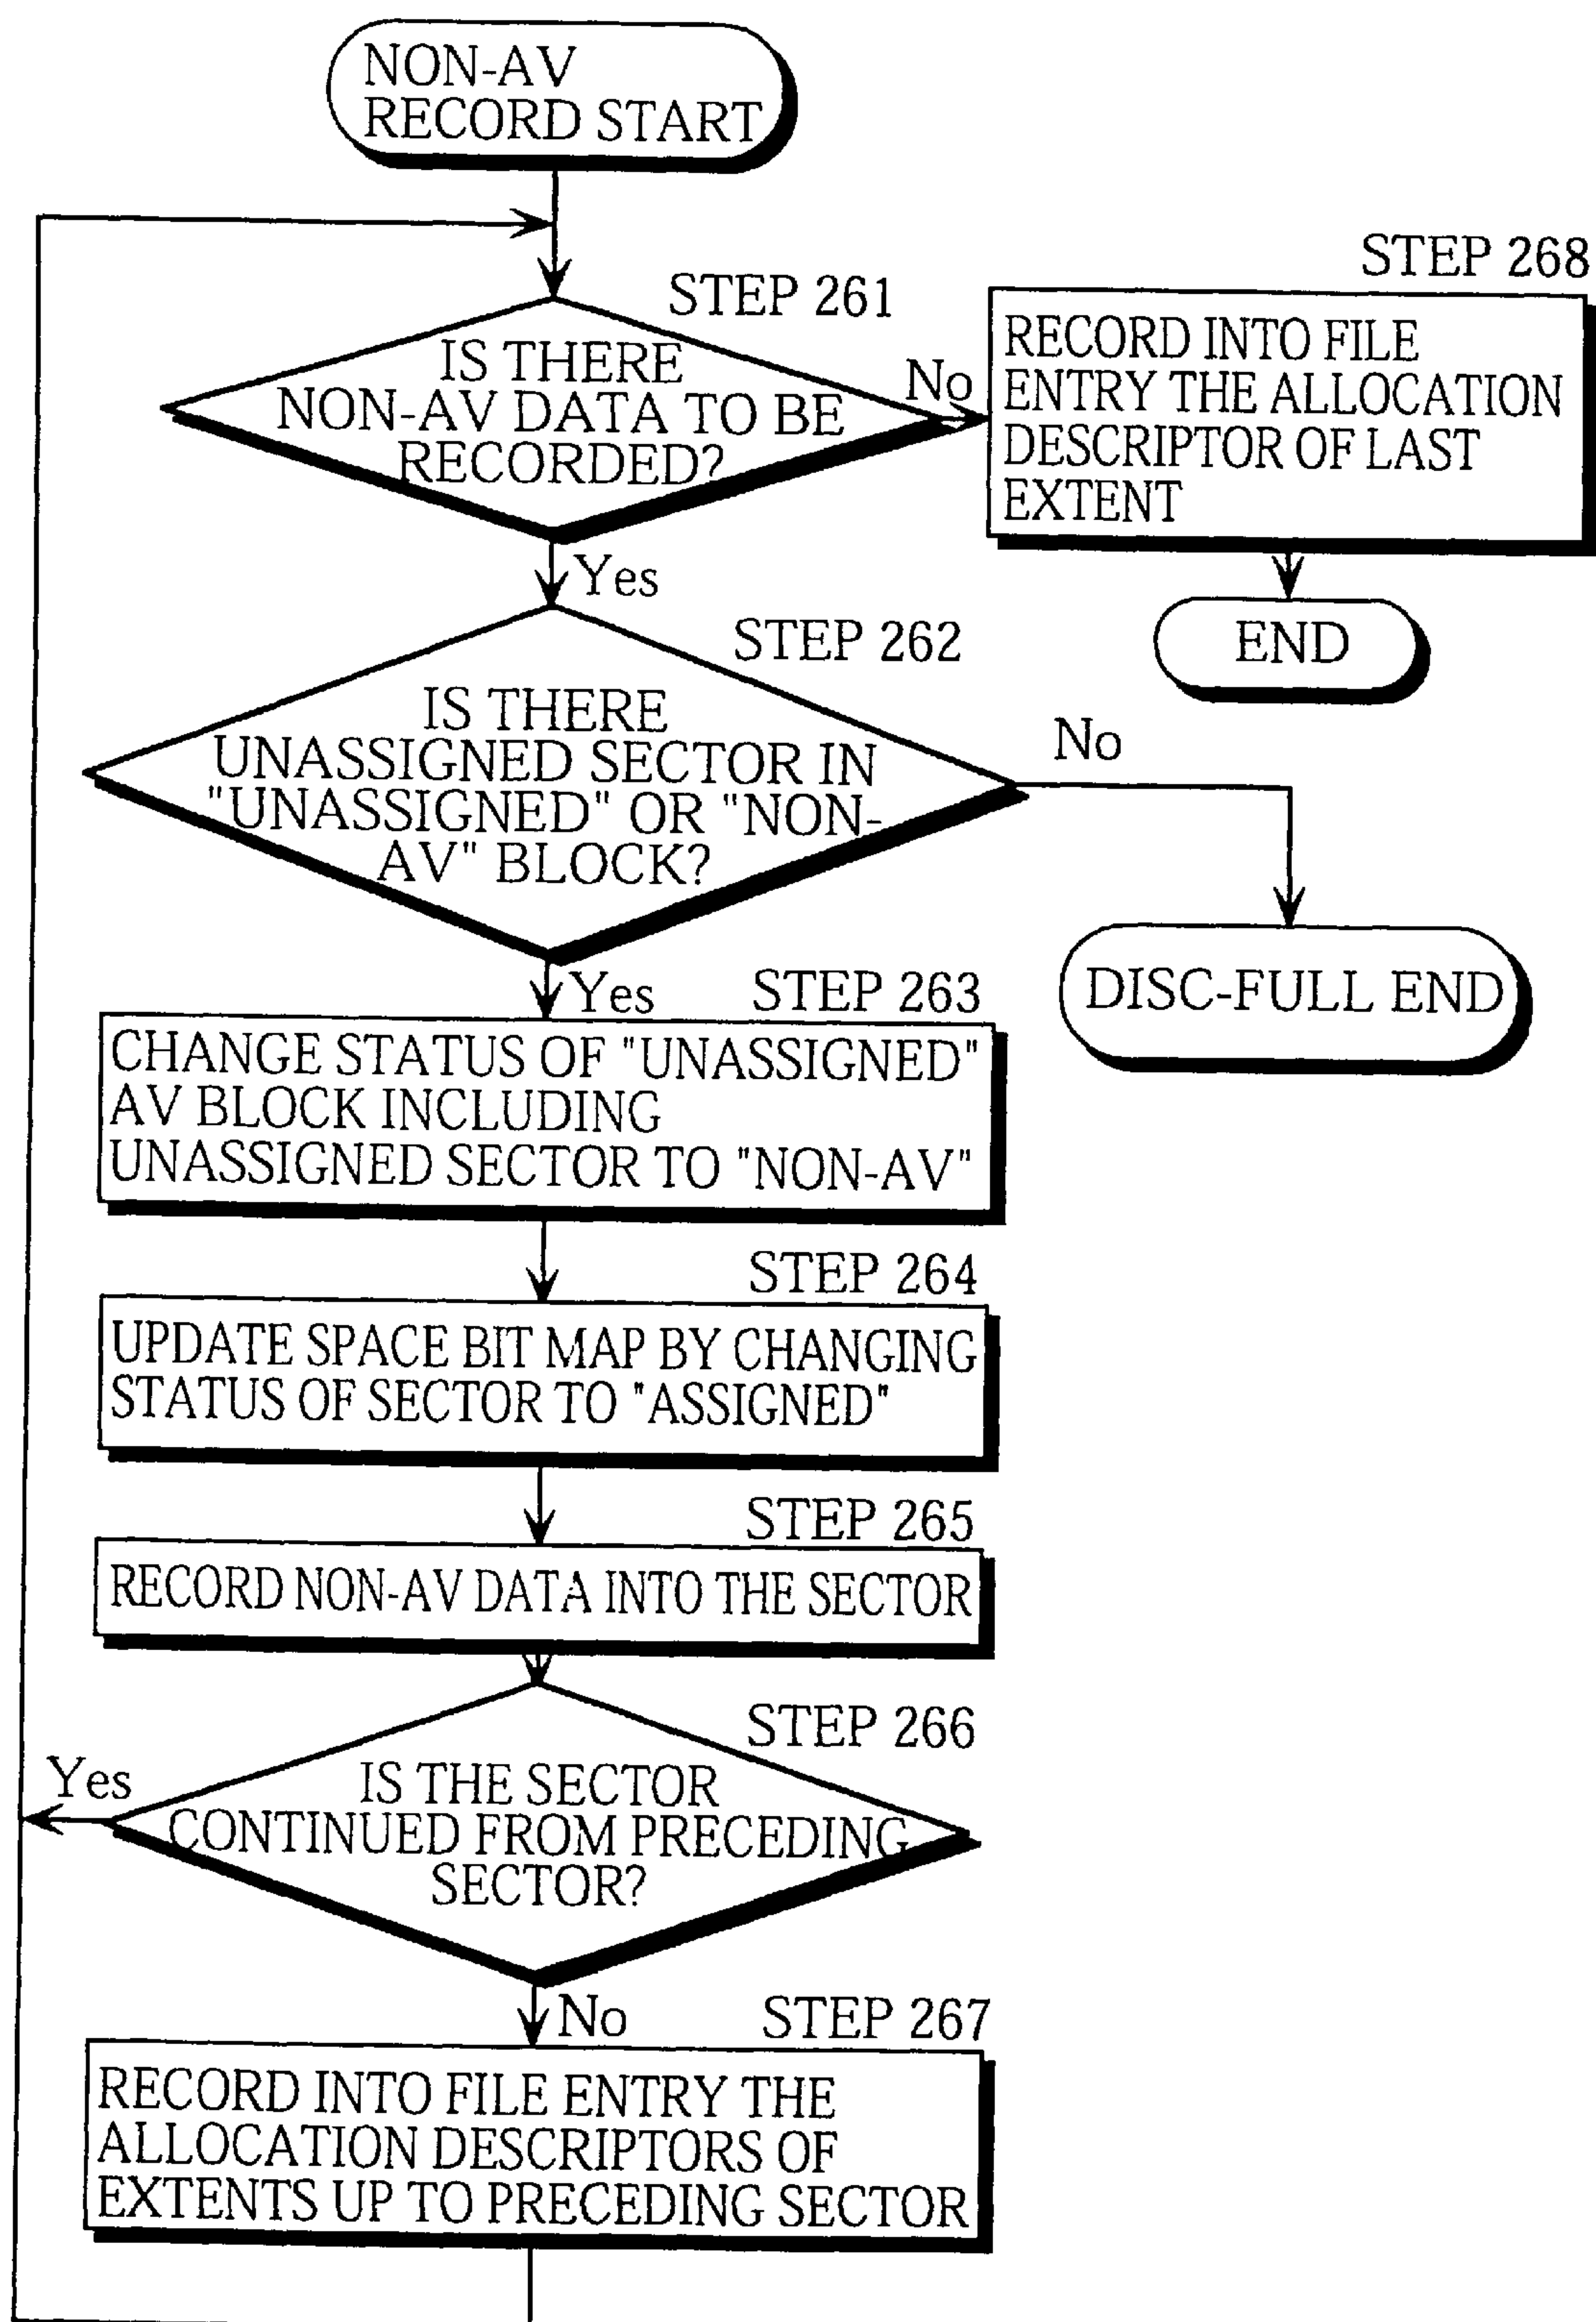 NON-AV
RECORD START
STEP 261
IS THERE
NON-AV DATA TO BE
RECORDED?
No
STEP 268
RECORD INTO FILE
ENTRY THE ALLOCATION
DESCRIPTOR OF LAST
EXTENT
END
Yes
STEP 262
IS THERE
UNASSIGNED SECTOR IN
"UNASSIGNED" OR "NON-
AV" BLOCK?
No
DISC-FULL END
Yes
STEP 263
CHANGE STATUS OF "UNASSIGNED"
AV BLOCK INCLUDING
UNASSIGNED SECTOR TO "NON-AV"
STEP 264
UPDATE SPACE BIT MAP BY CHANGING
STATUS OF SECTOR TO "ASSIGNED"
STEP 265
RECORD NON-AV DATA INTO THE SECTOR
STEP 266
IS THE SECTOR
CONTINUED FROM PRECEDING
SECTOR?
Yes
No
STEP 267
RECORD INTO FILE ENTRY THE
ALLOCATION DESCRIPTORS OF
EXTENTS UP TO PRECEDING SECTOR